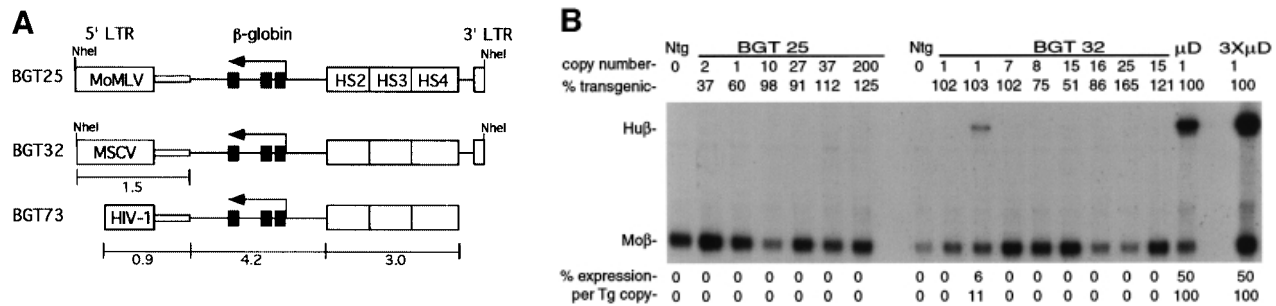 A
5' LTR β-globin 3' LTR
NheI NheI
BGT25 MoMLV HS2 HS3 HS4
NheI NheI
BGT32 MSCV
1.5
BGT73 HIV-1
0.9 4.2 3.0
B
Ntg BGT 25 Ntg BGT 32 μD 3XμD
copy number- 0 2 1 10 27 37 200 0 1 1 7 8 15 16 25 15 1 1
% transgenic- 37 60 98 91 112 125 102 103 102 75 51 86 165 121 100 100
Huβ-
Moβ-
% expression- 0 0 0 0 0 0 0 0 0 6 0 0 0 0 0 0 50 50
per Tg copy- 0 0 0 0 0 0 0 0 0 11 0 0 0 0 0 0 100 100